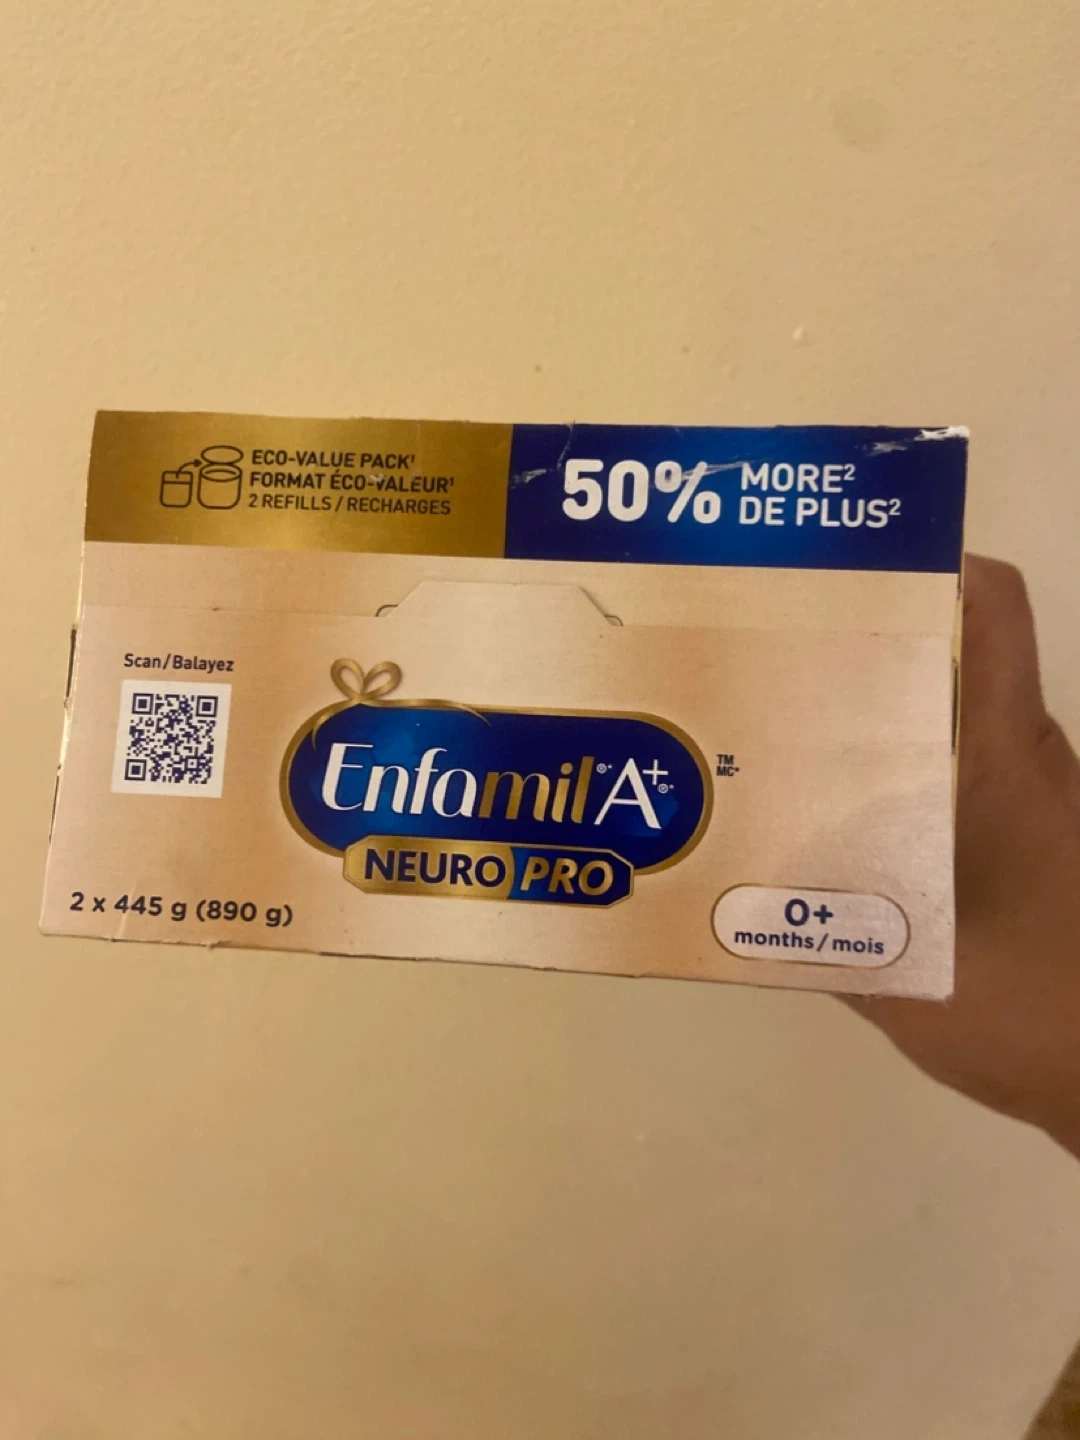 ECO-VALUE PACK¹
FORMAT ÉCO-VALEUR¹
2 REFILLS / RECHARGES
50% MORE²
DE PLUS²
Scan/Balayez
Enfamil®* A+®*
TM
MC*
NEURO PRO
2 x 445 g (890 g)
0+
months/mois